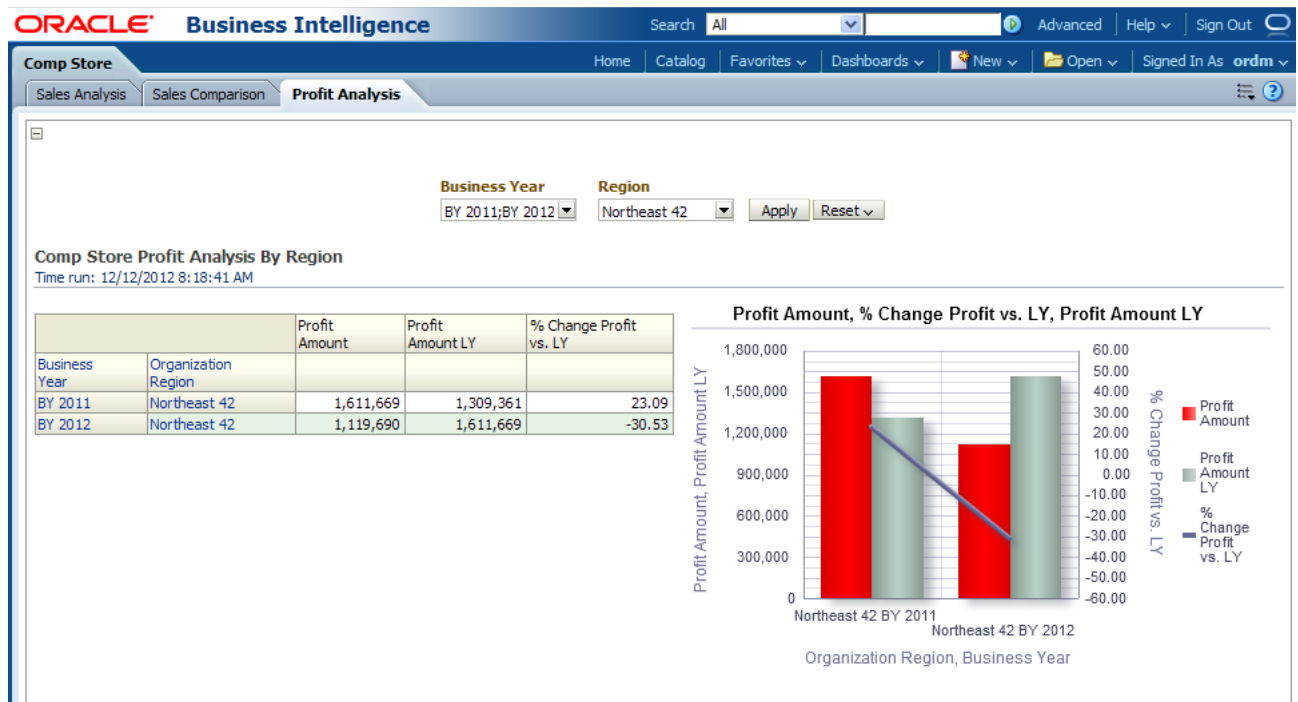 ORACLE Business Intelligence
Search All Advanced Help Sign Out
Comp Store
Home Catalog Favorites Dashboards New Open Signed In As ordm
Sales Analysis Sales Comparison Profit Analysis
Business Year Region
BY 2011;BY 2012 Northeast 42 Apply Reset
Comp Store Profit Analysis By Region
Time run: 12/12/2012 8:18:41 AM
Profit Amount Profit Amount LY % Change Profit vs. LY
Business Year Organization Region
BY 2011 Northeast 42 1,611,669 1,309,361 23.09
BY 2012 Northeast 42 1,119,690 1,611,669 -30.53
Profit Amount, % Change Profit vs. LY, Profit Amount LY
Profit Amount, Profit Amount LY
1,800,000
1,500,000
1,200,000
900,000
600,000
300,000
0
60.00
50.00
40.00
30.00
20.00
10.00
0.00
-10.00
-20.00
-30.00
-40.00
-50.00
-60.00
% Change Profit vs. LY
Profit
Amount
Profit
Amount
LY
%
Change
Profit
vs. LY
Northeast 42 BY 2011
Northeast 42 BY 2012
Organization Region, Business Year